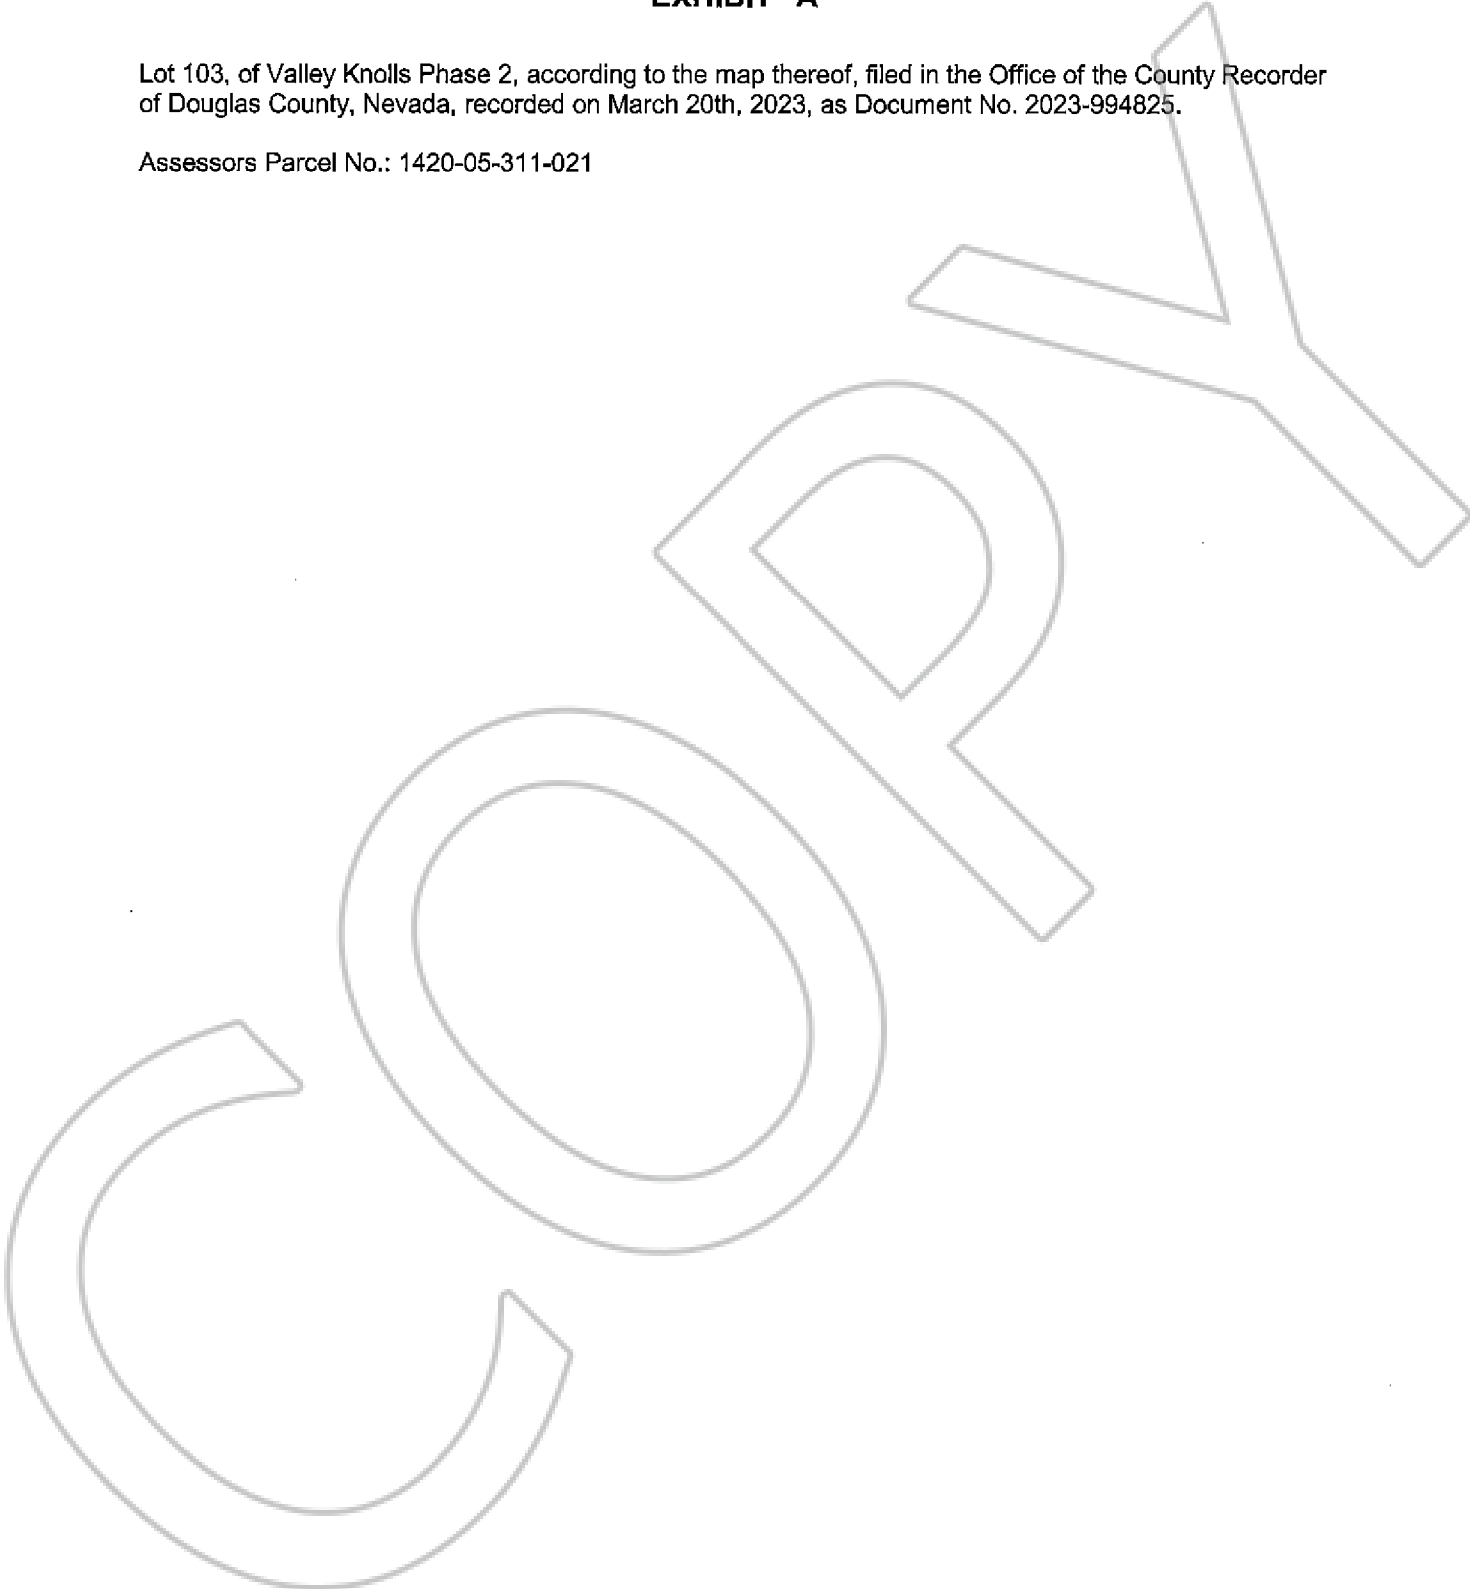 EXHIBIT "A"
Lot 103, of Valley Knolls Phase 2, according to the map thereof, filed in the Office of the County Recorder
of Douglas County, Nevada, recorded on March 20th, 2023, as Document No. 2023-994825.
Assessors Parcel No.: 1420-05-311-021
COPY